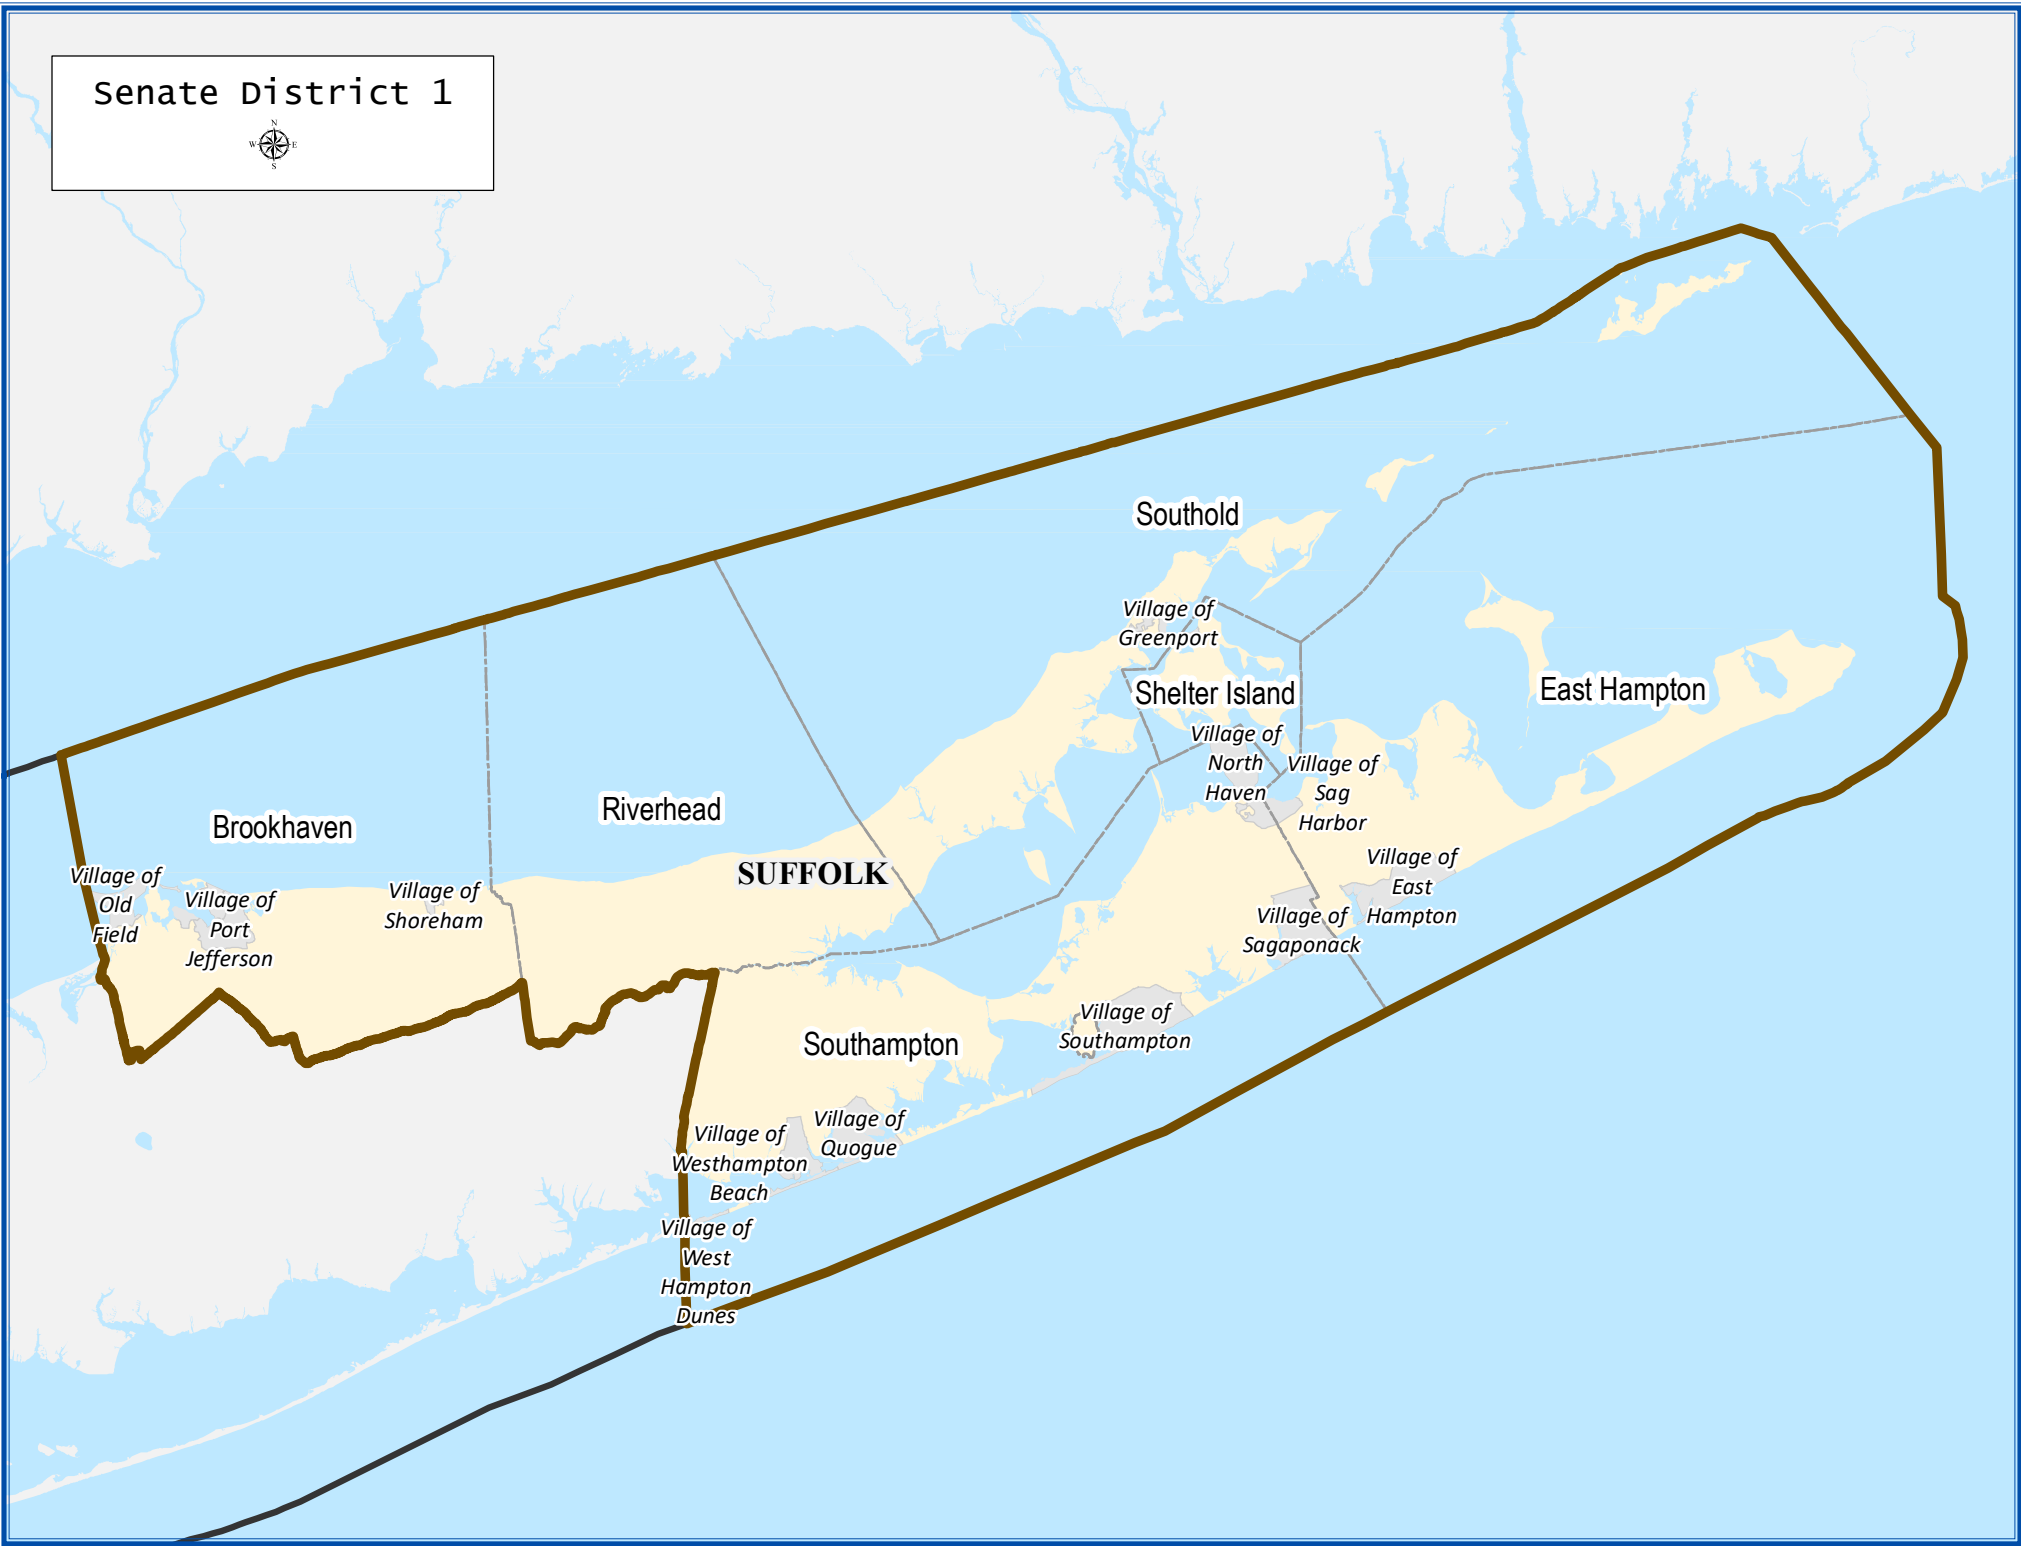 Senate District 1
N
W E
S
Southold
Village of
Greenport
Shelter Island
East Hampton
Village of
North
Haven
Village of
Sag
Harbor
Brookhaven
Riverhead
SUFFOLK
Village of
Old
Field
Village of
Port
Jefferson
Village of
Shoreham
Village of
East
Hampton
Village of
Sagaponack
Village of
Southampton
Southampton
Village of
Quogue
Village of
Westhampton
Beach
Village of
West
Hampton
Dunes